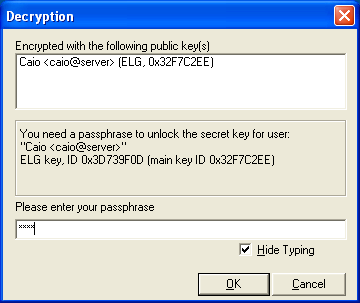 Decryption
Encrypted with the following public key(s)
Caio <caio@server> (ELG, 0x32F7C2EE)
You need a passphrase to unlock the secret key for user:
"Caio <caio@server>"
ELG key, ID 0x3D739F0D (main key ID 0x32F7C2EE)
Please enter your passphrase
****
Hide Typing
OK
Cancel